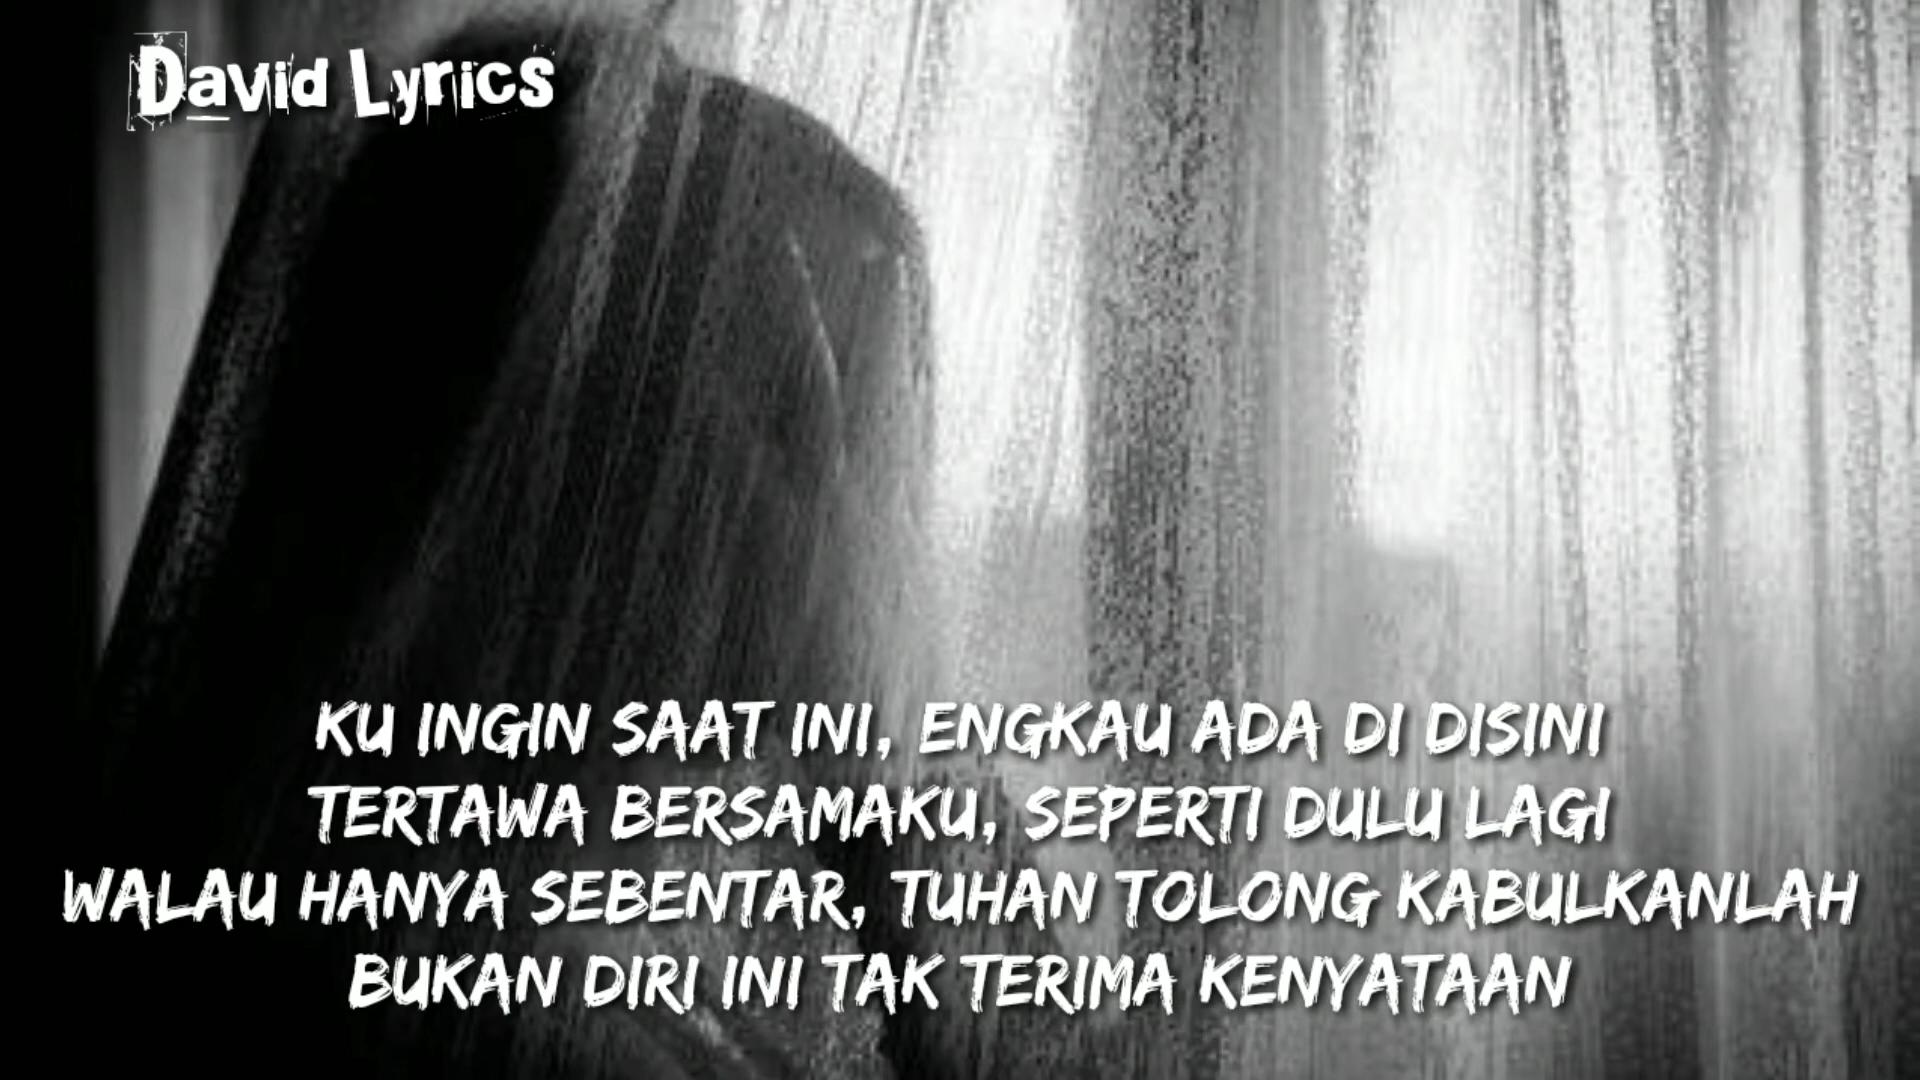 David Lyrics
KU INGIN SAAT INI, ENGKAU ADA DI DISINI
TERTAWA BERSAMAKU, SEPERTI DULU LAGI
WALAU HANYA SEBENTAR, TUHAN TOLONG KABULKANLAH
BUKAN DIRI INI TAK TERIMA KENYATAAN